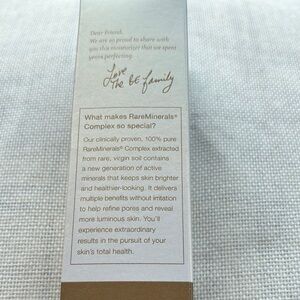 Dear Friend,
We are so proud to share with
you this moisturizer that we spent
years perfecting.
Love
the BE family
What makes RareMinerals®
Complex so special?
Our clinically proven, 100% pure
RareMinerals® Complex extracted
from rare, virgin soil contains
a new generation of active
minerals that keeps skin brighter
and healthier-looking. It delivers
multiple benefits without irritation
to help refine pores and reveal
more luminous skin. You'll
experience extraordinary
results in the pursuit of your
skin's total health.